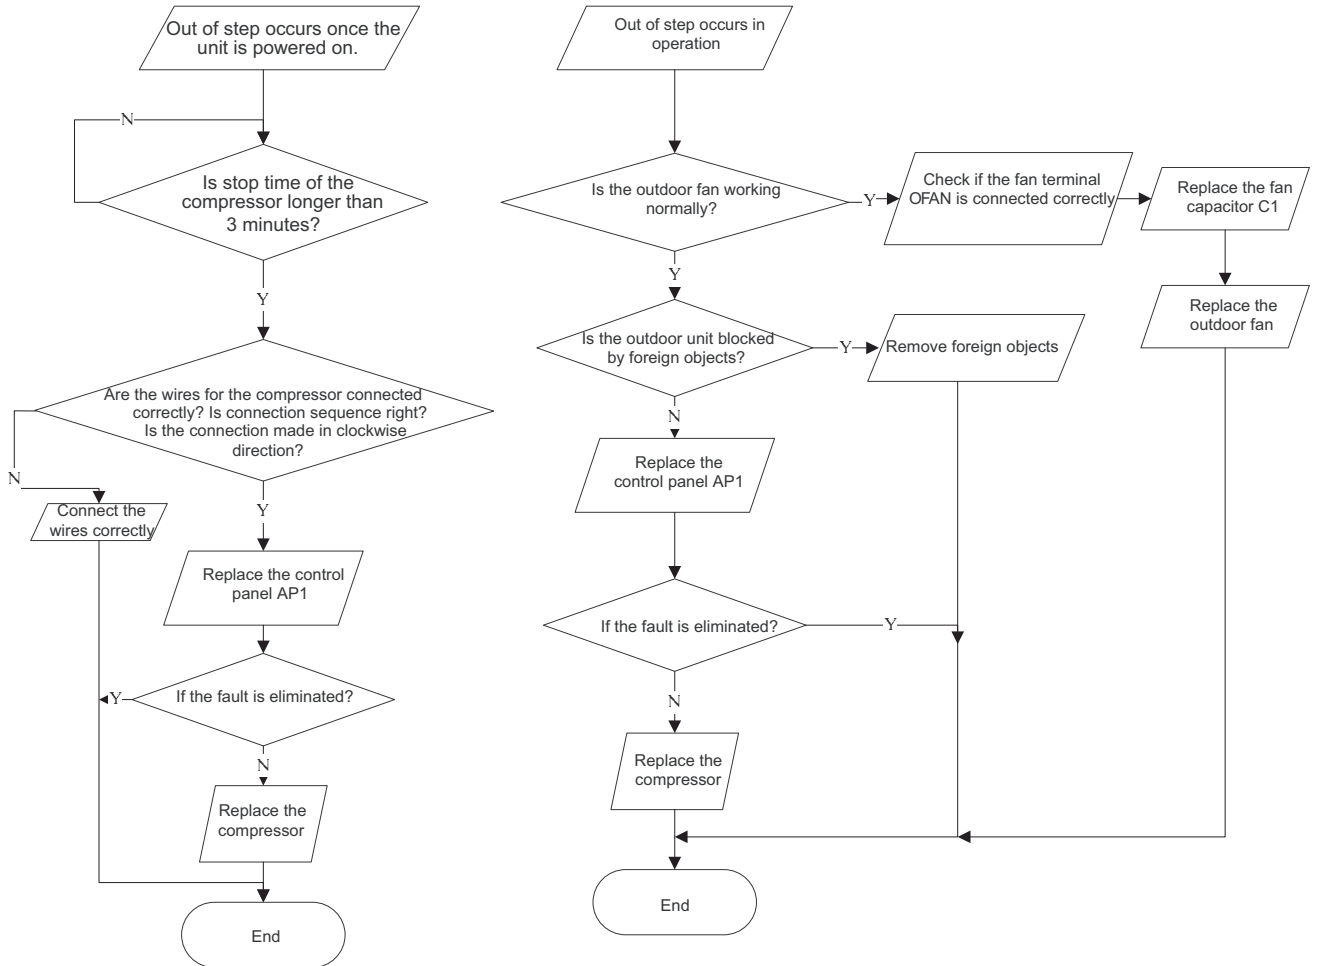 Out of step occurs once the
unit is powered on.
N
Is stop time of the
compressor longer than
3 minutes?
Y
Are the wires for the compressor connected
correctly? Is connection sequence right?
Is the connection made in clockwise
direction?
N
Connect the
wires correctly
Y
Replace the control
panel AP1
If the fault is eliminated?
Y
N
Replace the
compressor
End
Out of step occurs in
operation
Is the outdoor fan working
normally?
Y
Check if the fan terminal
OFAN is connected correctly
Replace the fan
capacitor C1
Replace the
outdoor fan
Y
Is the outdoor unit blocked
by foreign objects?
Y
Remove foreign objects
N
Replace the
control panel AP1
If the fault is eliminated?
Y
N
Replace the
compressor
End